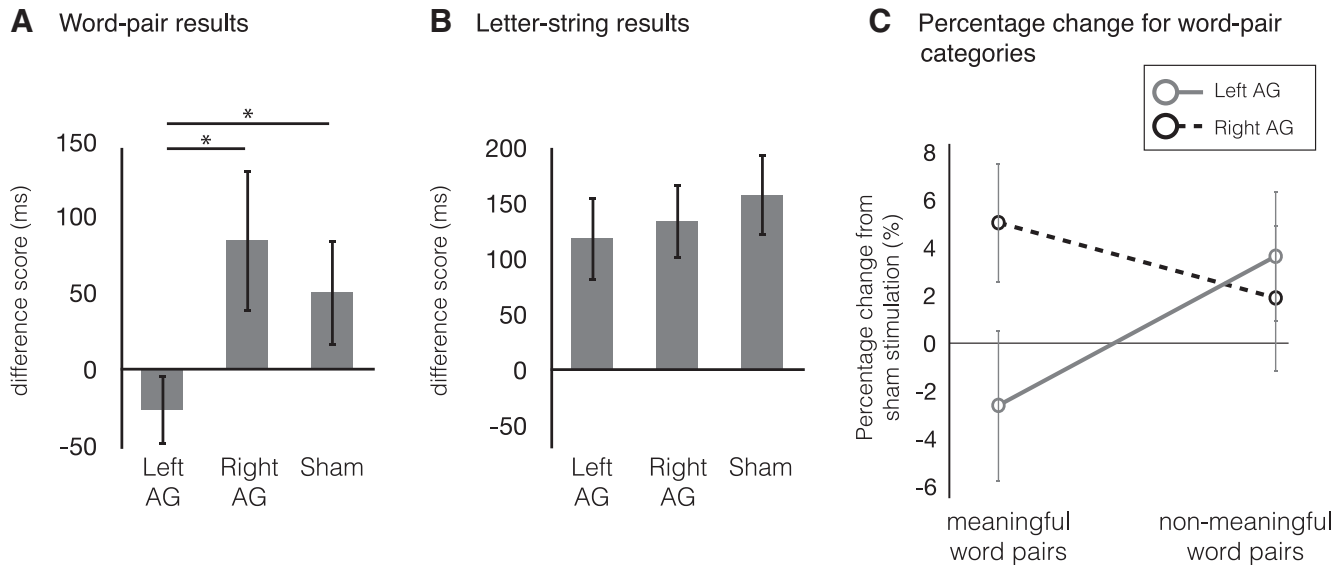 A Word-pair results
difference score (ms)
150
100
50
0
-50
*
*
Left
AG
Right
AG
Sham
B Letter-string results
difference score (ms)
200
150
100
50
0
-50
Left
AG
Right
AG
Sham
C Percentage change for word-pair
categories
Left AG
Right AG
Percentage change from
sham stimulation (%)
8
6
4
2
0
-2
-4
-6
meaningful
word pairs
non-meaningful
word pairs